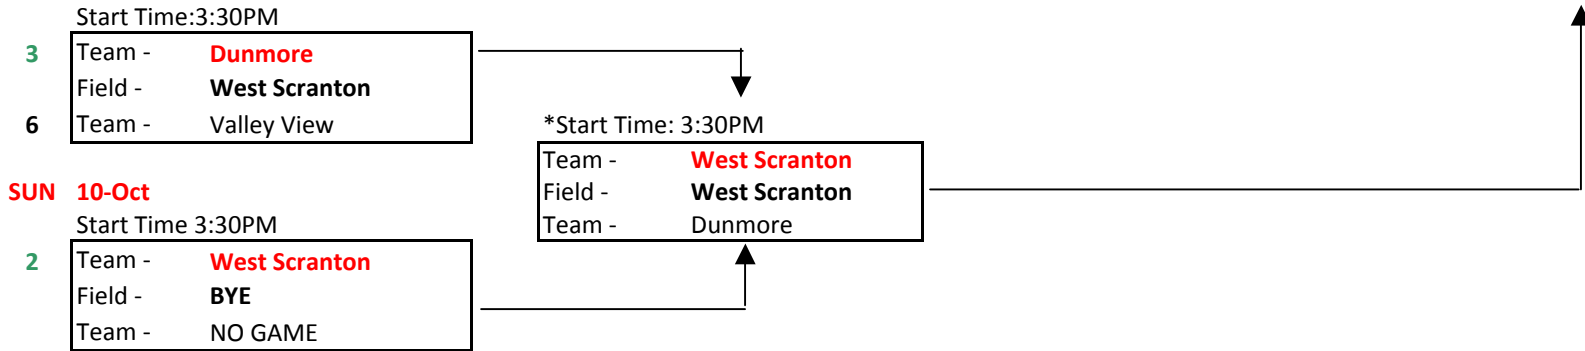 Start Time:3:30PM
3 Team - Dunmore
Field - West Scranton
6 Team - Valley View
*Start Time: 3:30PM
Team - West Scranton
Field - West Scranton
Team - Dunmore
SUN 10-Oct
Start Time 3:30PM
2 Team - West Scranton
Field - BYE
Team - NO GAME